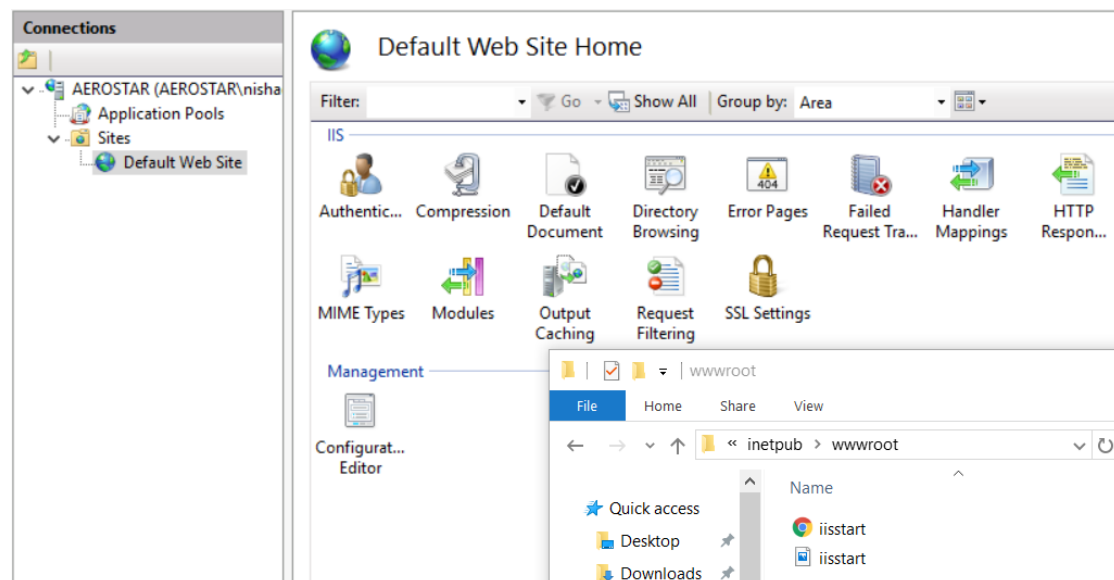 Connections
AEROSTAR (AEROSTAR\nisha
Application Pools
Sites
Default Web Site
Default Web Site Home
Filter: Go Show All Group by: Area
IIS
Authentic... Compression Default Document Directory Browsing Error Pages Failed Request Tra... Handler Mappings HTTP Respon...
404
MIME Types Modules Output Caching Request Filtering SSL Settings
Management
Configurat... Editor
wwwroot
File Home Share View
« inetpub > wwwroot
Name
Quick access
Desktop
Downloads
iisstart
iisstart